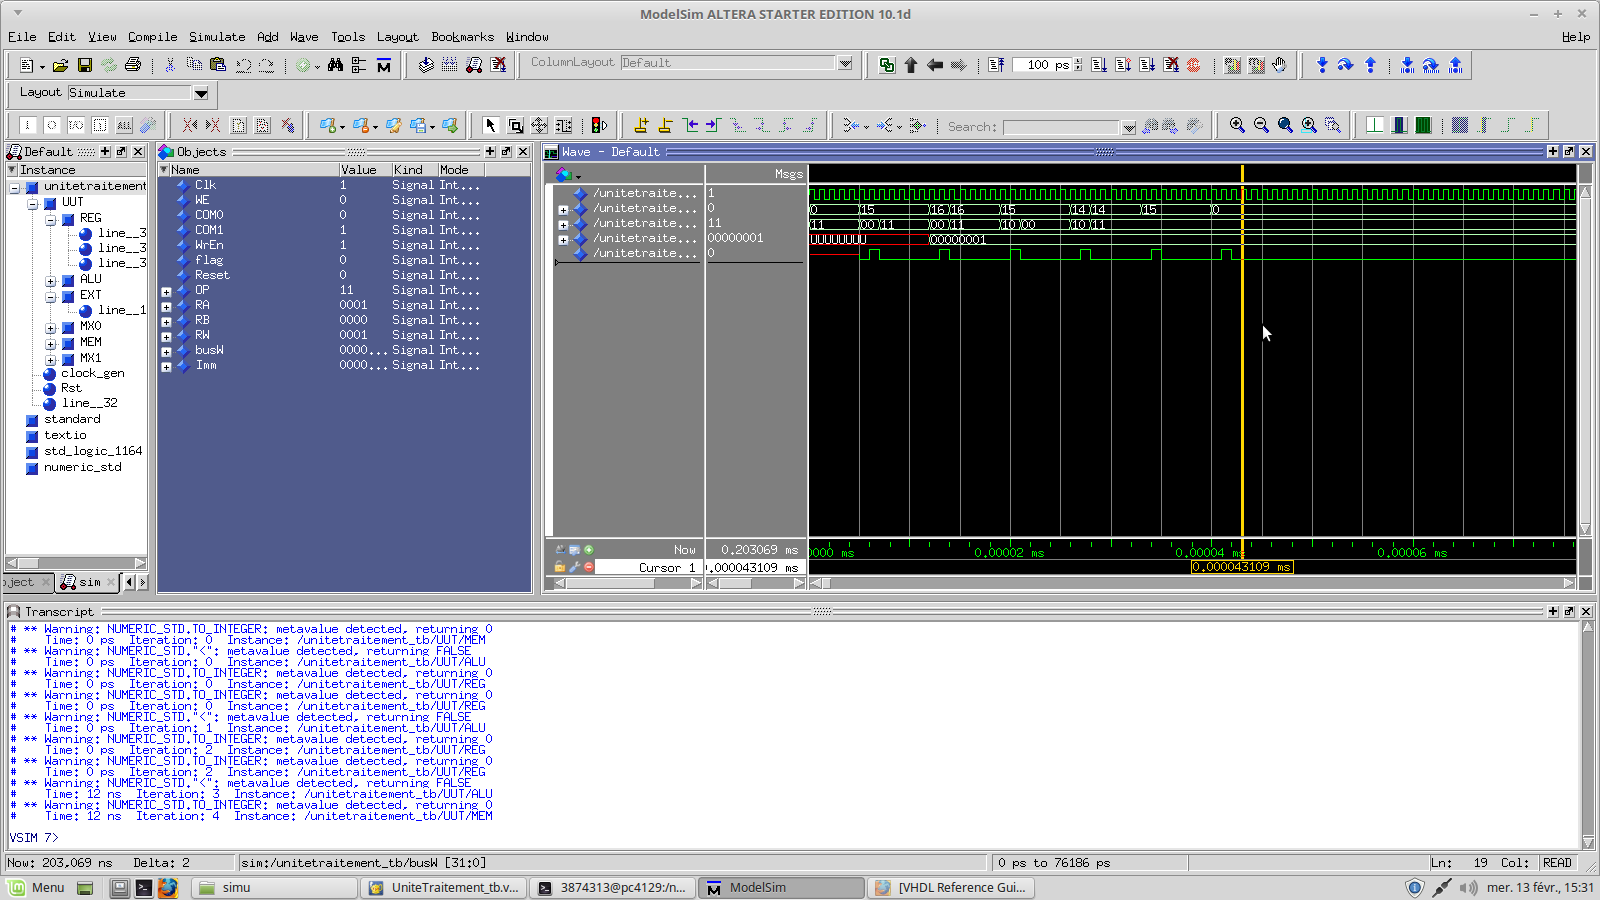 ModelSim ALTERA STARTER EDITION 10.1d
File Edit View Compile Simulate Add Wave Tools Layout Bookmarks Window Help
ColumnLayout Default
100 ps
Layout Simulate
Search:
Default
Instance
unitetraitement
UUT
REG
line__3
line__3
line__3
ALU
EXT
line__1
MX0
MEM
MX1
clock_gen
Rst
line__32
standard
textio
std_logic_1164
numeric_std
oject
sim
Objects
Name Value Kind Mode
Clk 1 Signal Int...
WE 0 Signal Int...
COM0 0 Signal Int...
COM1 0 Signal Int...
WrEn 1 Signal Int...
flag 0 Signal Int...
Reset 0 Signal Int...
OP 11 Signal Int...
RA 0001 Signal Int...
RB 0000 Signal Int...
RW 0001 Signal Int...
busW 0000... Signal Int...
Imm 0000... Signal Int...
Wave - Default
Msgs
/unitetraite... 1
/unitetraite... 0 0 15 16 16 15 14 14 15 0
/unitetraite... 11 11 00 11 00 11 10 00 10 11
/unitetraite... 00000001 UUUUUUUU 00000001
/unitetraite... 0
Now 0.203069 ms 0000 ms 0.00002 ms 0.00004 ms 0.00006 ms
Cursor 1 .000043109 ms 0.000043109 ms
Transcript
# ** Warning: NUMERIC_STD.TO_INTEGER: metavalue detected, returning 0
# Time: 0 ps Iteration: 0 Instance: /unitetraitement_tb/UUT/MEM
# ** Warning: NUMERIC_STD."<": metavalue detected, returning FALSE
# Time: 0 ps Iteration: 0 Instance: /unitetraitement_tb/UUT/ALU
# ** Warning: NUMERIC_STD.TO_INTEGER: metavalue detected, returning 0
# Time: 0 ps Iteration: 0 Instance: /unitetraitement_tb/UUT/REG
# ** Warning: NUMERIC_STD.TO_INTEGER: metavalue detected, returning 0
# Time: 0 ps Iteration: 0 Instance: /unitetraitement_tb/UUT/REG
# ** Warning: NUMERIC_STD."<": metavalue detected, returning FALSE
# Time: 0 ps Iteration: 1 Instance: /unitetraitement_tb/UUT/ALU
# ** Warning: NUMERIC_STD.TO_INTEGER: metavalue detected, returning 0
# Time: 0 ps Iteration: 2 Instance: /unitetraitement_tb/UUT/REG
# ** Warning: NUMERIC_STD.TO_INTEGER: metavalue detected, returning 0
# Time: 0 ps Iteration: 2 Instance: /unitetraitement_tb/UUT/REG
# ** Warning: NUMERIC_STD."<": metavalue detected, returning FALSE
# Time: 12 ns Iteration: 3 Instance: /unitetraitement_tb/UUT/ALU
# ** Warning: NUMERIC_STD.TO_INTEGER: metavalue detected, returning 0
# Time: 12 ns Iteration: 4 Instance: /unitetraitement_tb/UUT/MEM
VSIM 7>
Now: 203,069 ns Delta: 2 sim:/unitetraitement_tb/busW [31:0] 0 ps to 76186 ps Ln: 19 Col: READ
Menu simu UniteTraitement_tb.v... 3874313@pc4129:/n... ModelSim [VHDL Reference Gui... mer. 13 févr., 15:31